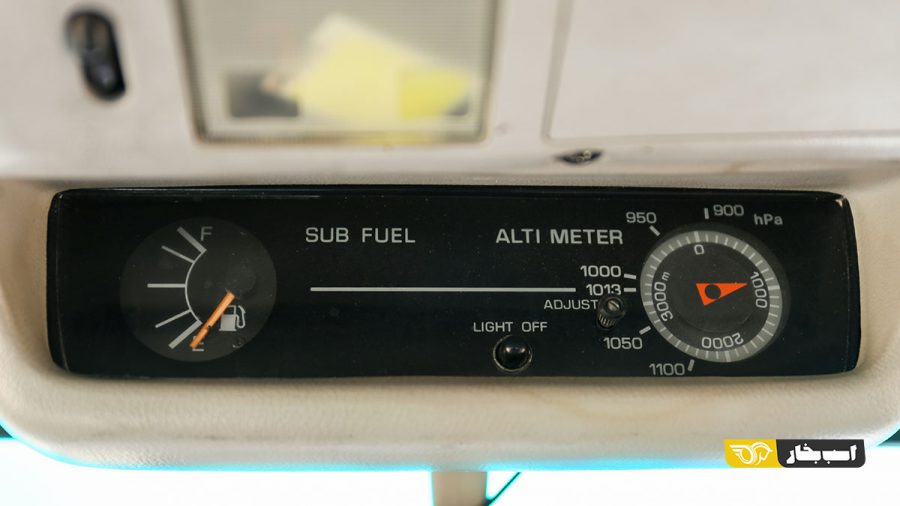 F
SUB FUEL
ALTI METER
950
900
hPa
0
1000
1013
3000 m
1000
ADJUST
LIGHT OFF
2000
1050
E
1100
اسب بخار